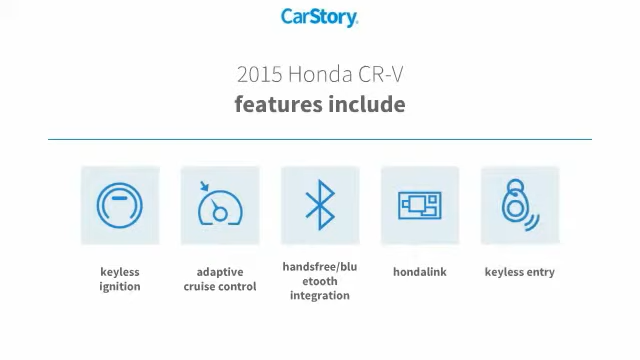 CarStory.
2015 Honda CR-V
features include
keyless
ignition
adaptive
cruise control
handsfree/blu
etooth
integration
hondalink
keyless entry